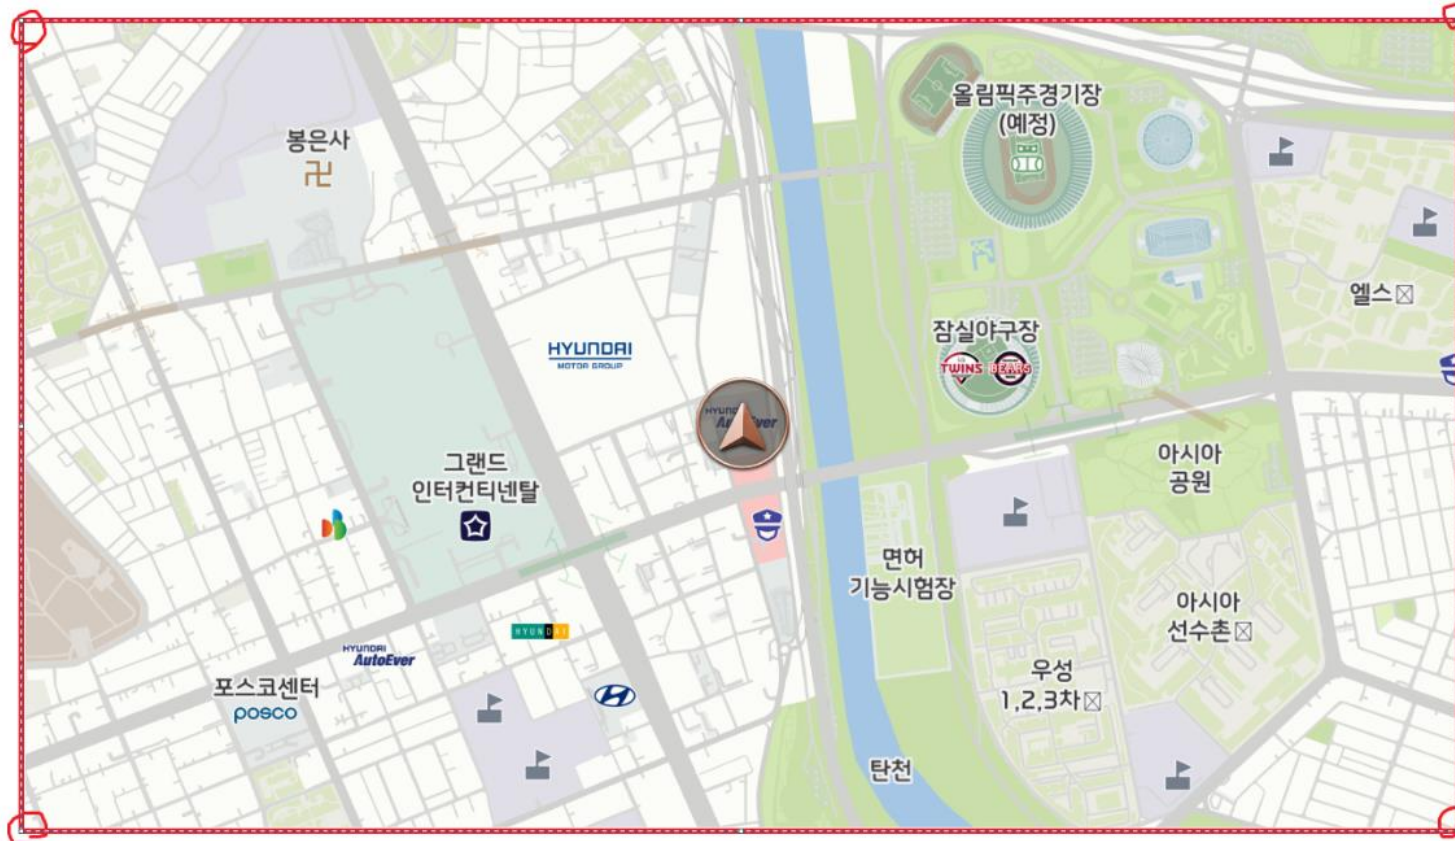 올림픽주경기장
(예정)
봉은사
엘스
잠실야구장
TWINS BEARS
HYUNDAI
MOTOR GROUP
HYUNDAI
AutoEver
그랜드
인터컨티넨탈
아시아
공원
면허
기능시험장
아시아
선수촌
HYUNDAI
HYUNDAI
AutoEver
우성
1,2,3차
포스코센터
posco
탄천